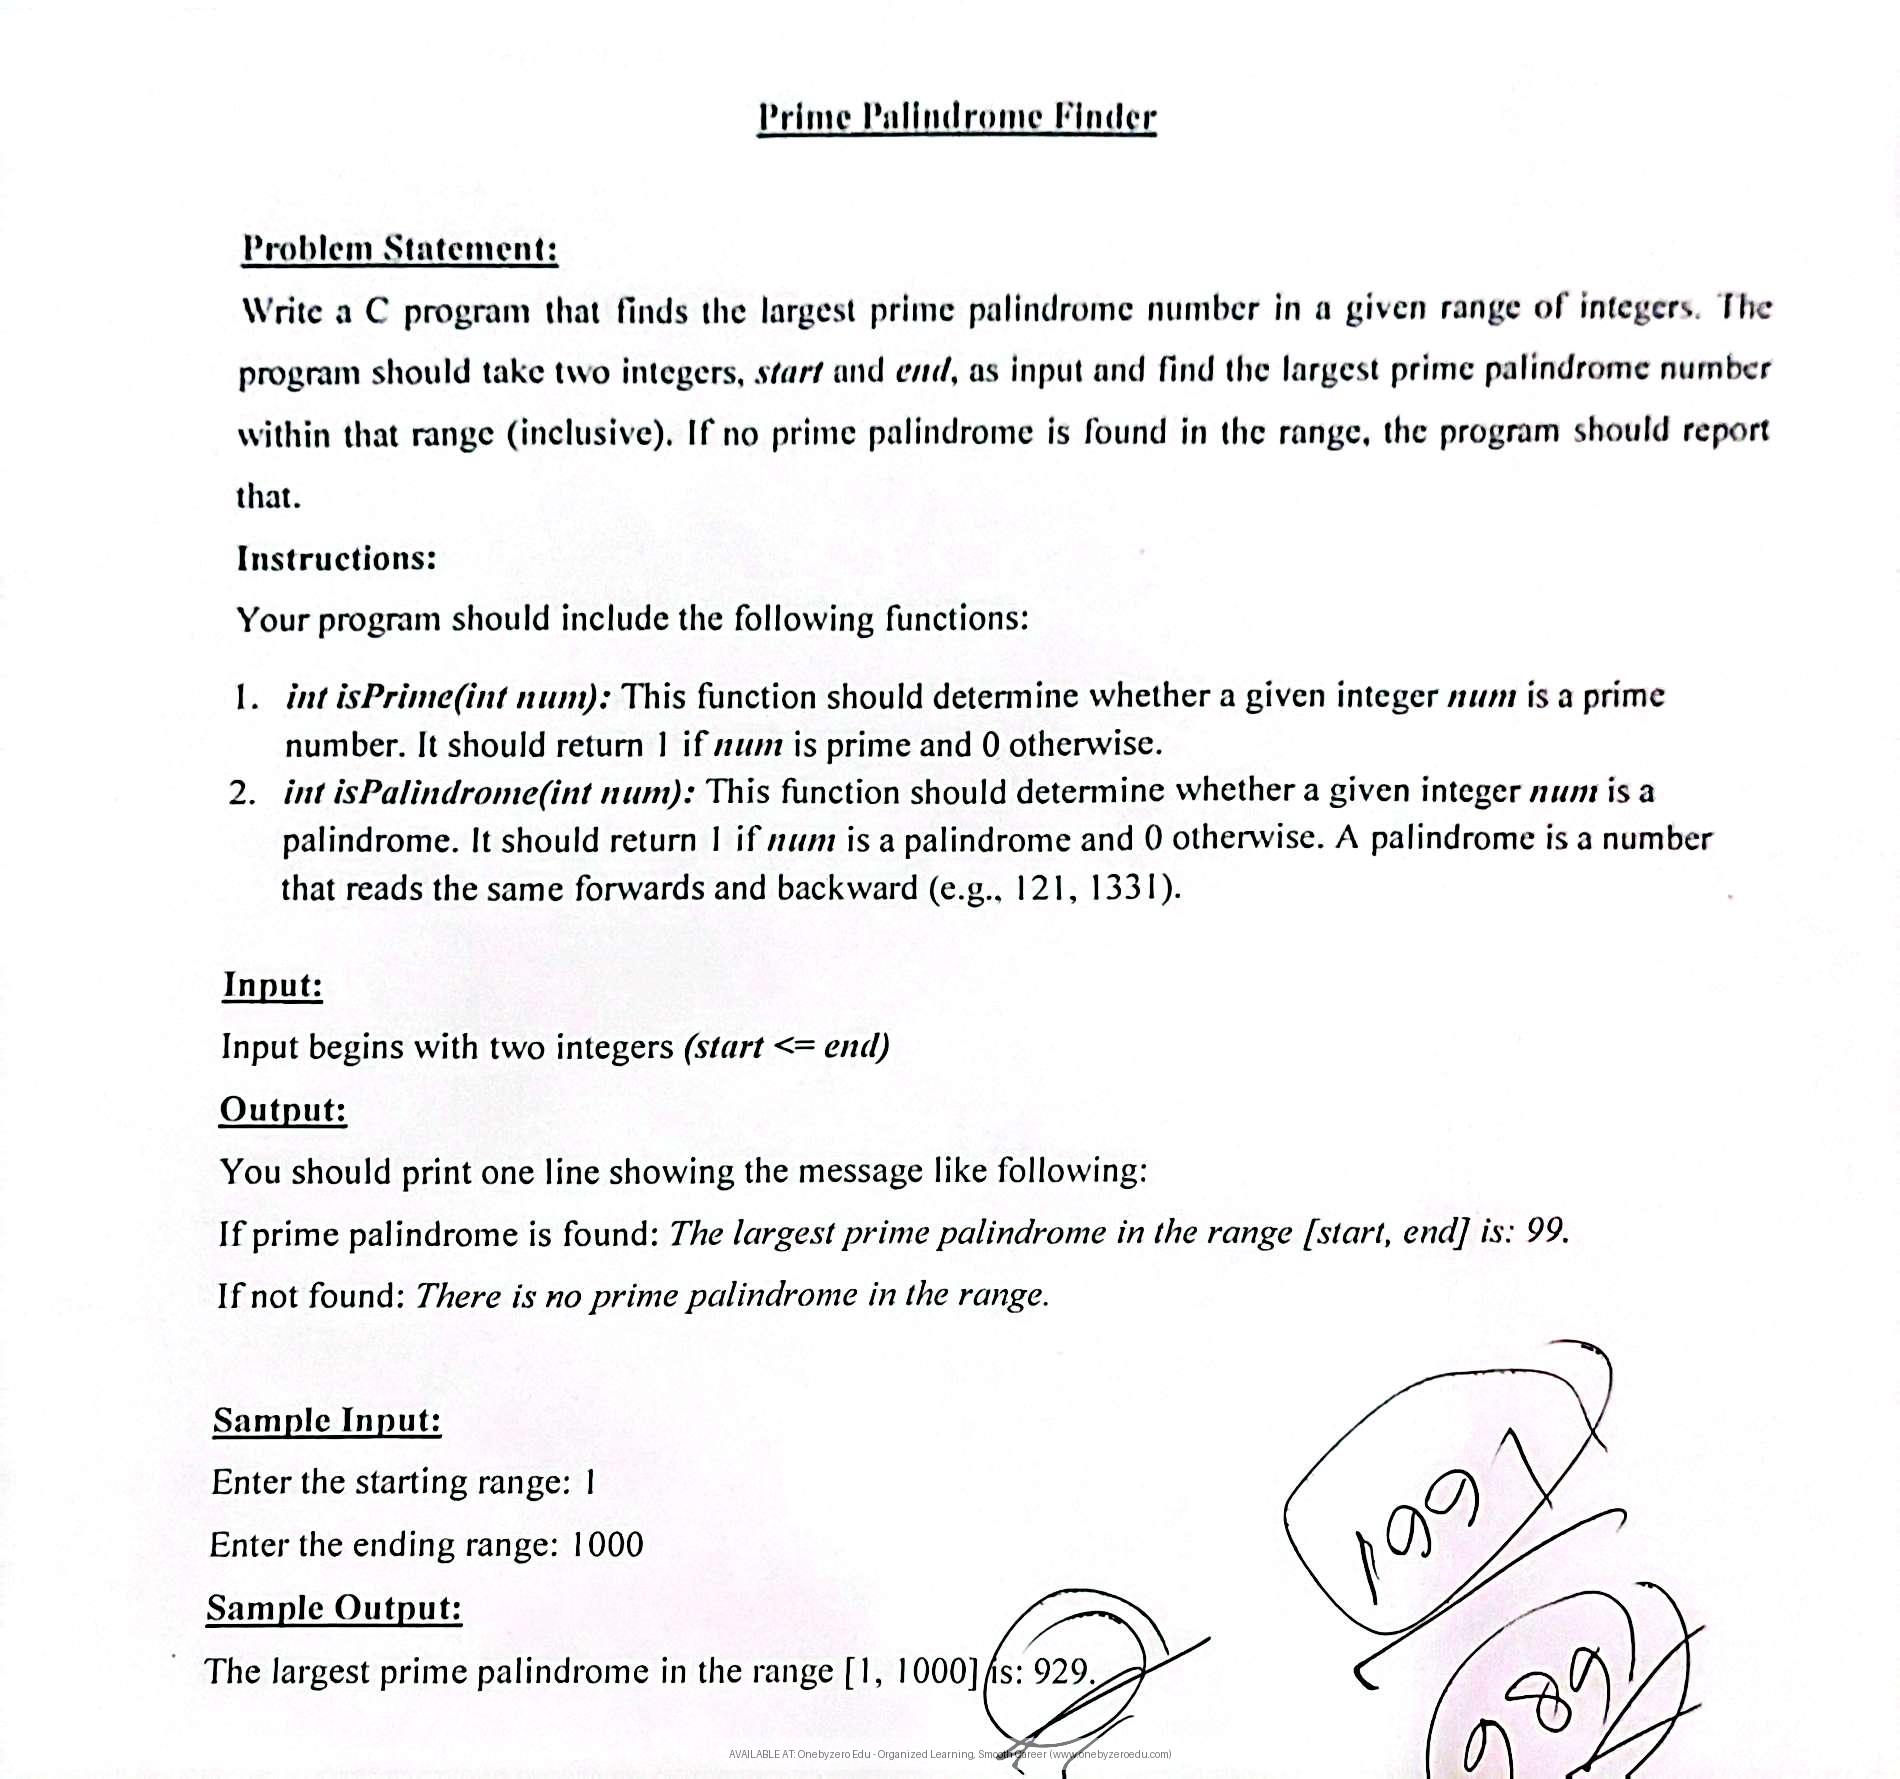 Prime Palindrome Finder
Problem Statement:
Write a C program that finds the largest prime palindrome number in a given range of integers. The
program should take two integers, start and end, as input and find the largest prime palindrome number
within that range (inclusive). If no prime palindrome is found in the range, the program should report
that.
Instructions:
Your program should include the following functions:
1. int isPrime(int num): This function should determine whether a given integer num is a prime
number. It should return 1 if num is prime and 0 otherwise.
2. int isPalindrome(int num): This function should determine whether a given integer num is a
palindrome. It should return 1 if num is a palindrome and 0 otherwise. A palindrome is a number
that reads the same forwards and backward (e.g., 121, 1331).
Input:
Input begins with two integers (start <= end)
Output:
You should print one line showing the message like following:
If prime palindrome is found: The largest prime palindrome in the range [start, end] is: 99.
If not found: There is no prime palindrome in the range.
Sample Input:
Enter the starting range: 1
Enter the ending range: 1000
Sample Output:
The largest prime palindrome in the range [1, 1000] is: 929.
1991
989
AVAILABLE AT: Onebyzero Edu - Organized Learning, Smooth Career (www.onebyzeroedu.com)